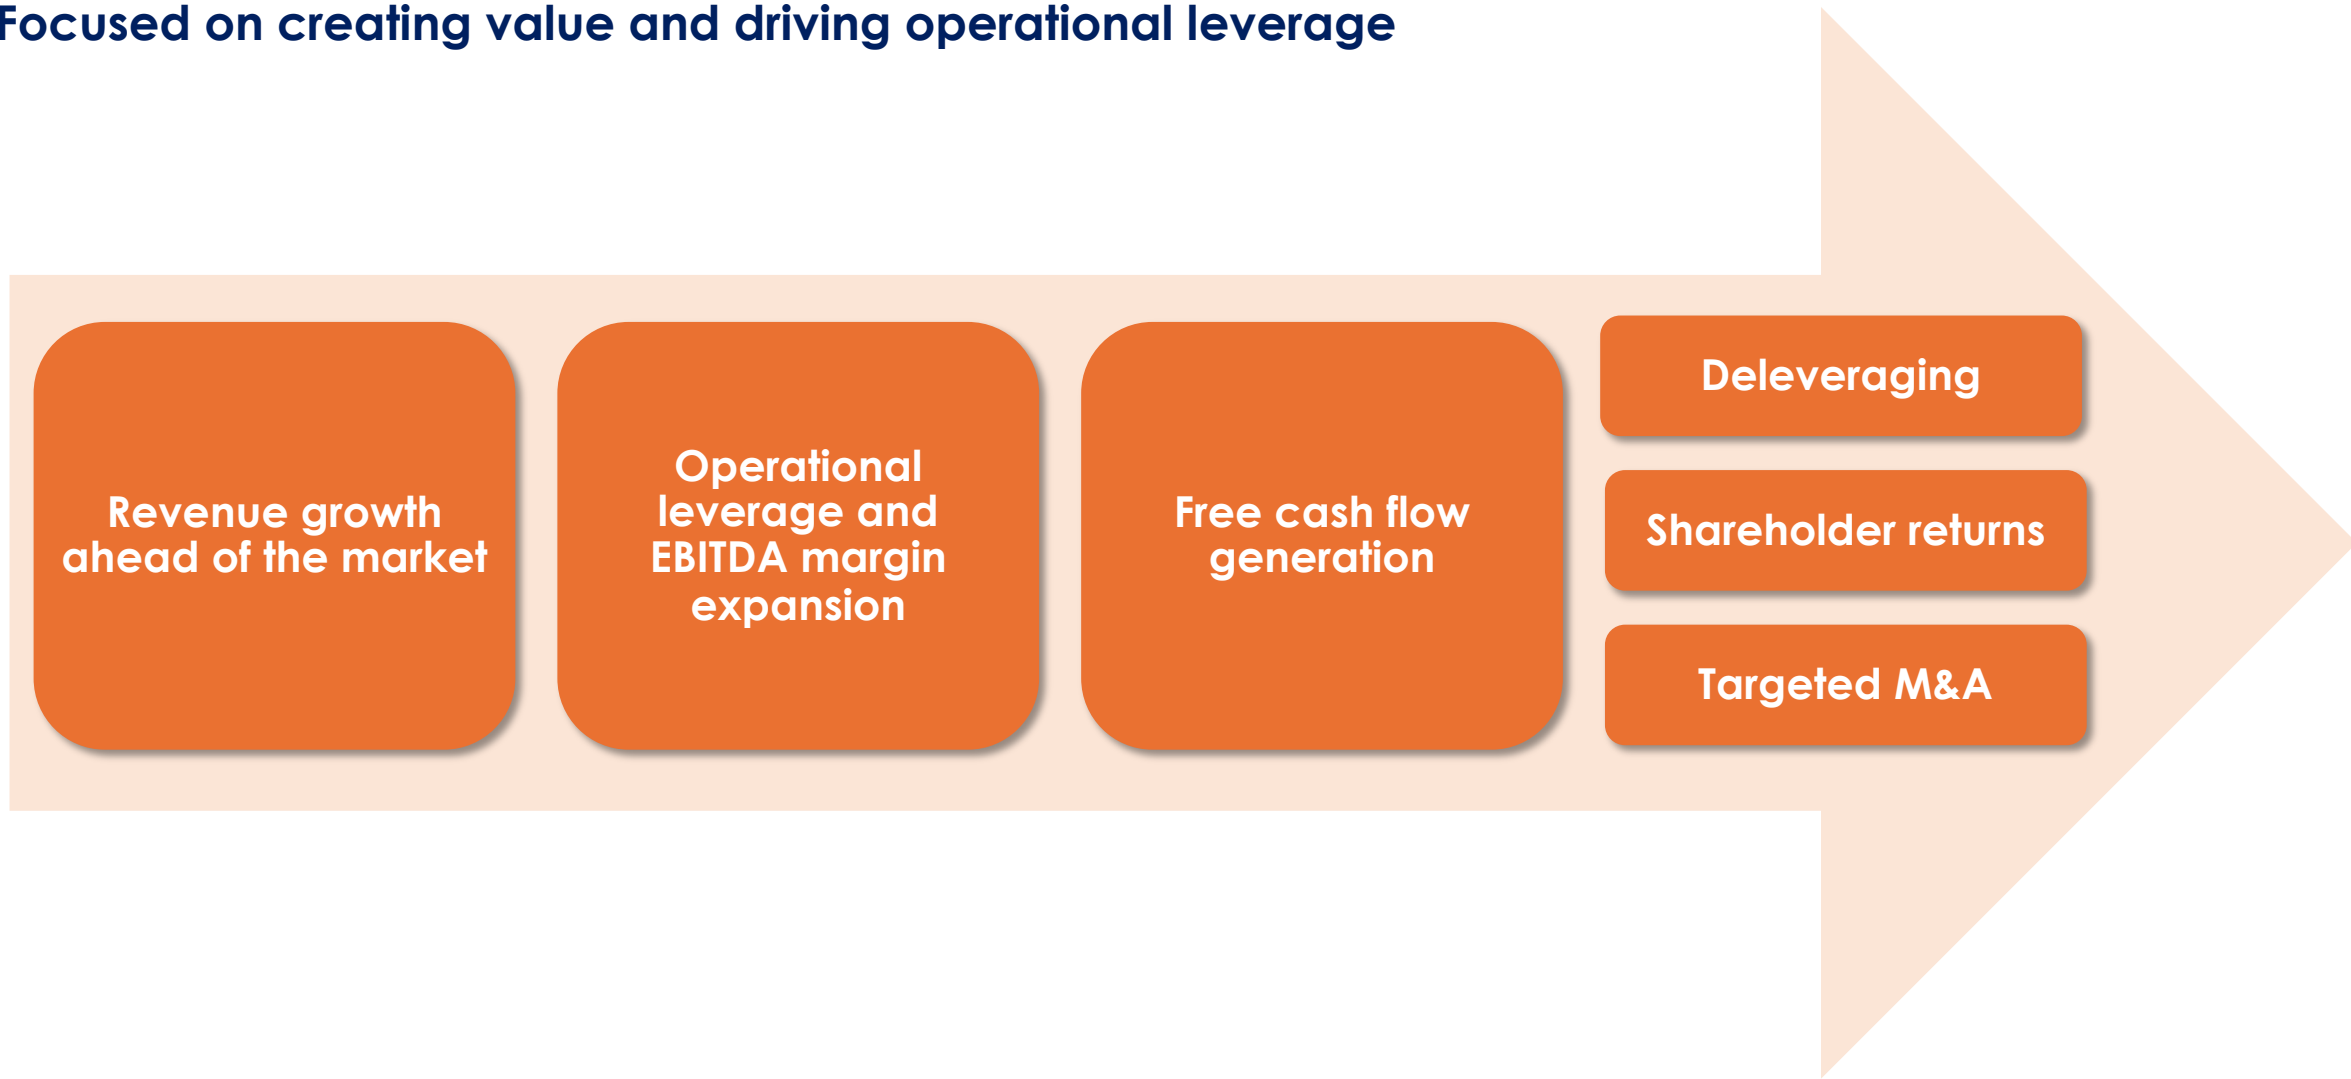 Focused on creating value and driving operational leverage
Revenue growth
ahead of the market
Operational
leverage and
EBITDA margin
expansion
Free cash flow
generation
Deleveraging
Shareholder returns
Targeted M&A